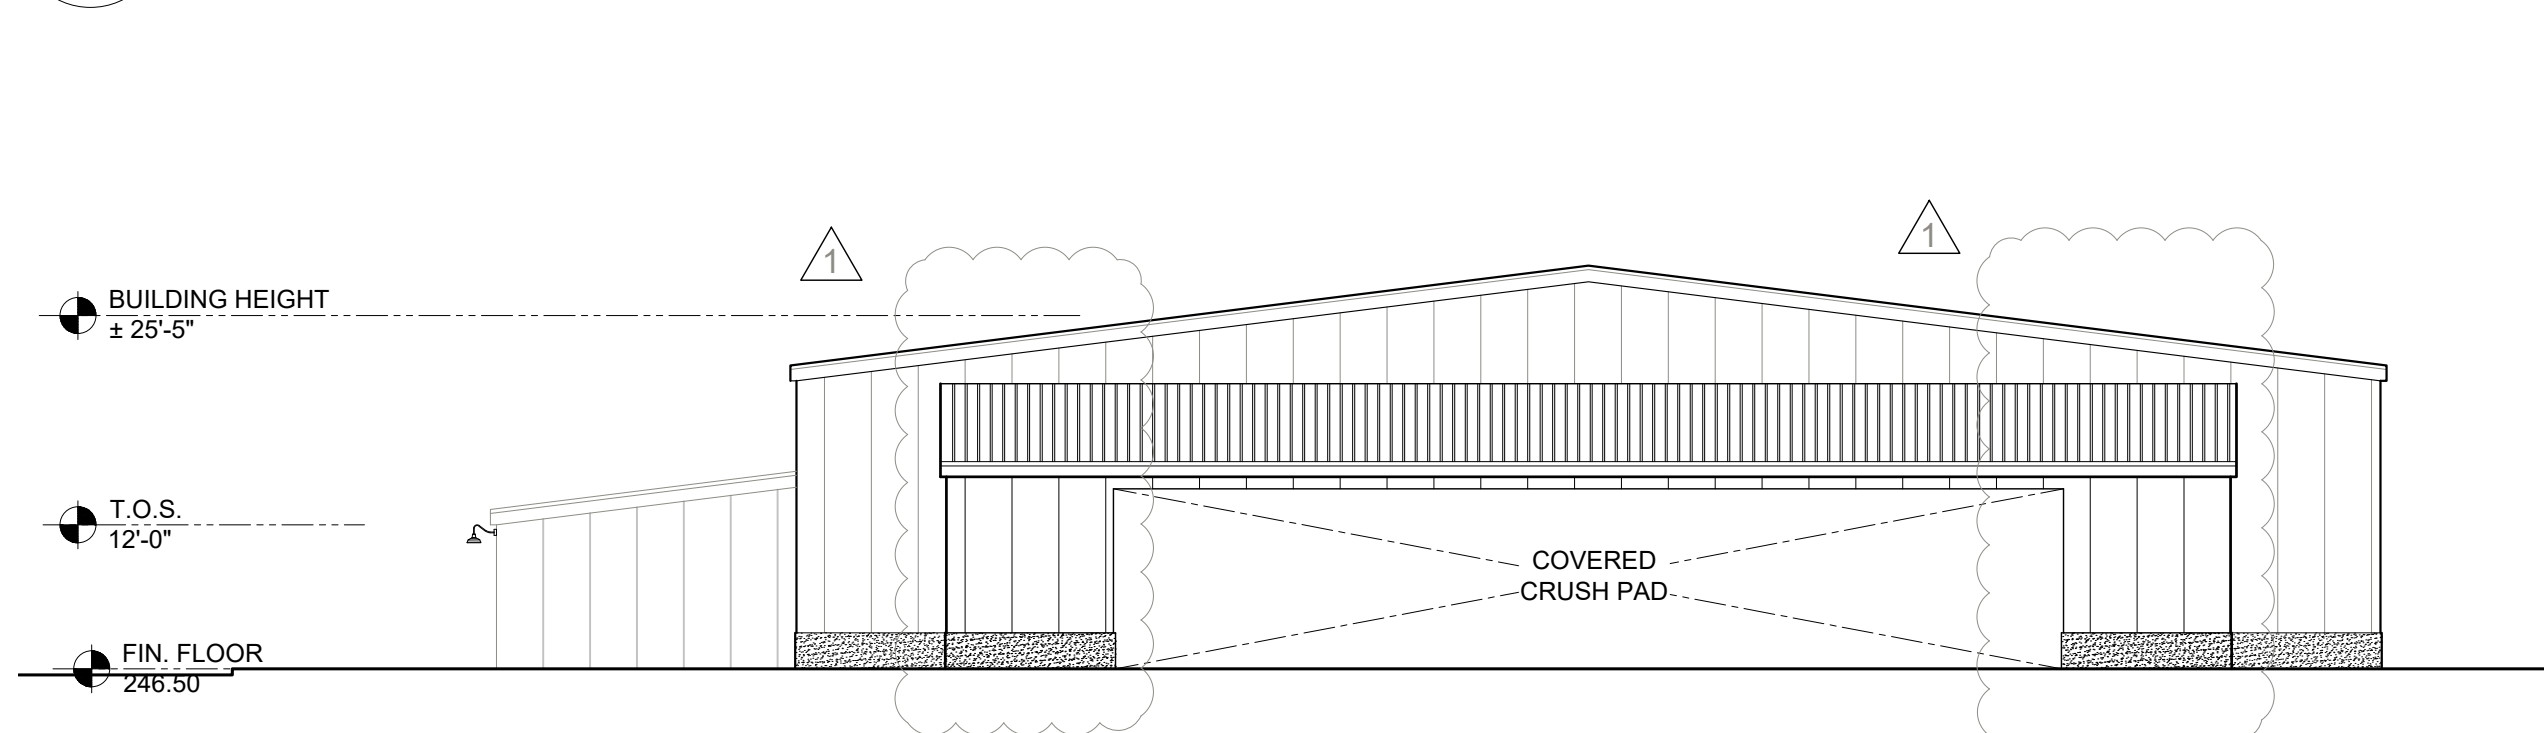 1
1
BUILDING HEIGHT
± 25'-5"
T.O.S.
12'-0"
COVERED
CRUSH PAD
FIN. FLOOR
246.50